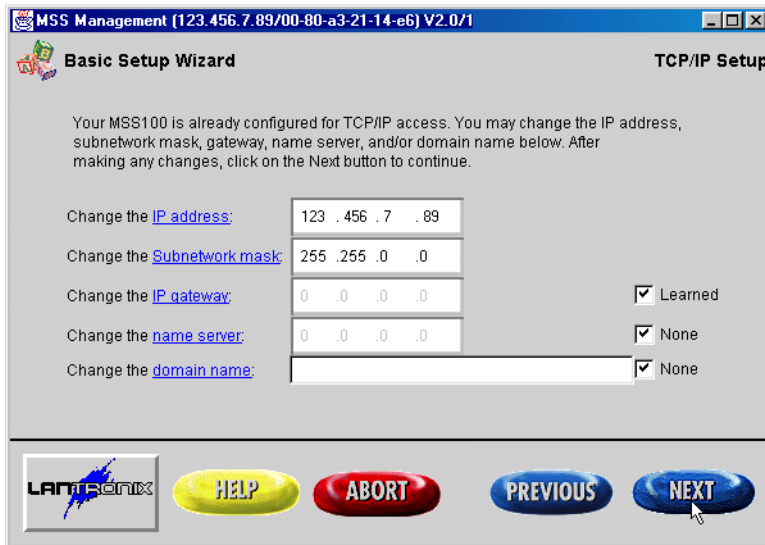 MSS Management (123.456.7.89/00-80-a3-21-14-e6) V2.0/1
Basic Setup Wizard
TCP/IP Setup
Your MSS100 is already configured for TCP/IP access. You may change the IP address,
subnetwork mask, gateway, name server, and/or domain name below. After
making any changes, click on the Next button to continue.
Change the IP address: 123 .456 .7 .89
Change the Subnetwork mask: 255 .255 .0 .0
Change the IP gateway: 0 .0 .0 .0 Learned
Change the name server: 0 .0 .0 .0 None
Change the domain name: None
LANTRONIX HELP ABORT PREVIOUS NEXT